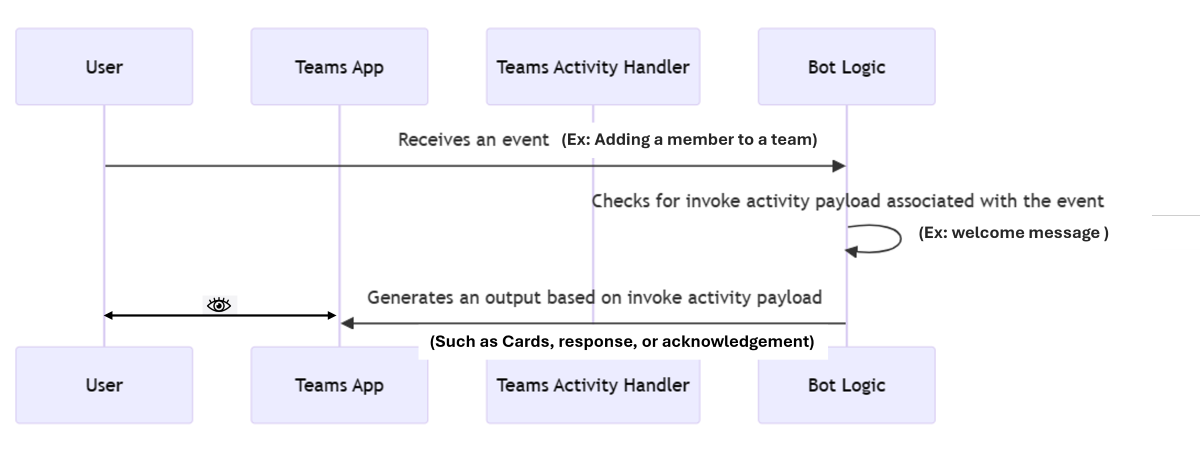 User
Teams App
Teams Activity Handler
Bot Logic
Receives an event (Ex: Adding a member to a team)
Checks for invoke activity payload associated with the event
(Ex: welcome message )
Generates an output based on invoke activity payload
(Such as Cards, response, or acknowledgement)
User
Teams App
Teams Activity Handler
Bot Logic